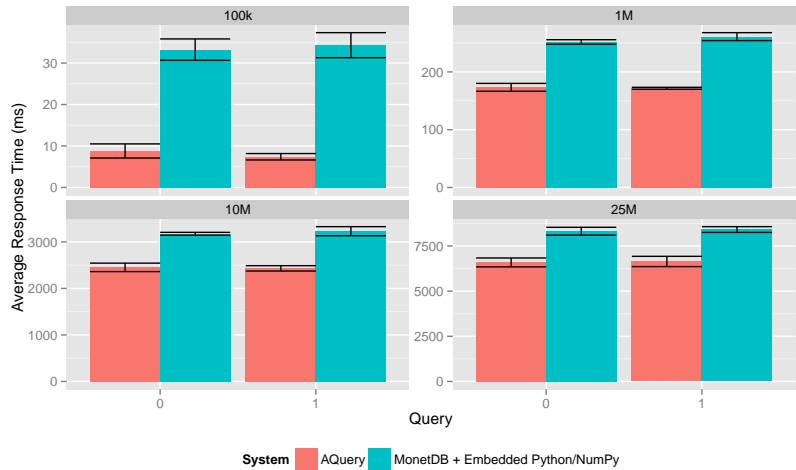 100k
1M
Average Response Time (ms)
30
20
10
0
200
100
0
10M
25M
3000
2000
1000
0
7500
5000
2500
0
0
1
0
1
Query
System AQuery MonetDB + Embedded Python/NumPy